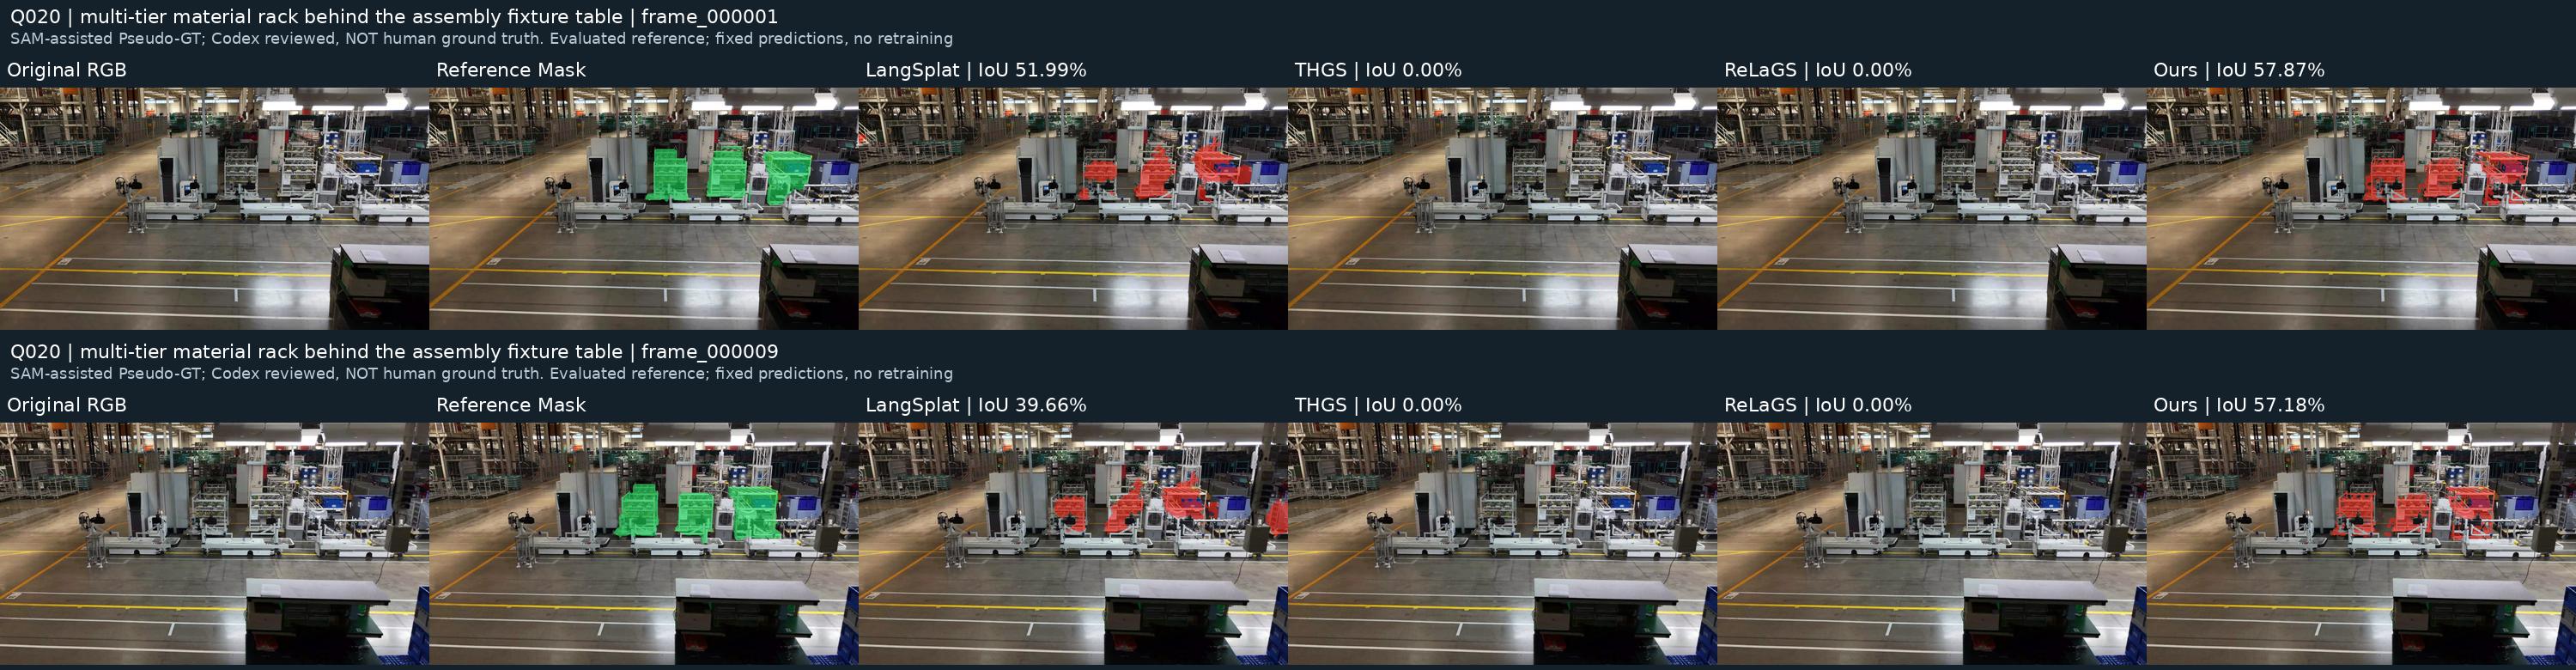 Q020 | multi-tier material rack behind the assembly fixture table | frame_000001
SAM-assisted Pseudo-GT; Codex reviewed, NOT human ground truth. Evaluated reference; fixed predictions, no retraining
Original RGB
Reference Mask
LangSplat | IoU 51.99%
THGS | IoU 0.00%
ReLaGS | IoU 0.00%
Ours | IoU 57.87%
Q020 | multi-tier material rack behind the assembly fixture table | frame_000009
SAM-assisted Pseudo-GT; Codex reviewed, NOT human ground truth. Evaluated reference; fixed predictions, no retraining
Original RGB
Reference Mask
LangSplat | IoU 39.66%
THGS | IoU 0.00%
ReLaGS | IoU 0.00%
Ours | IoU 57.18%